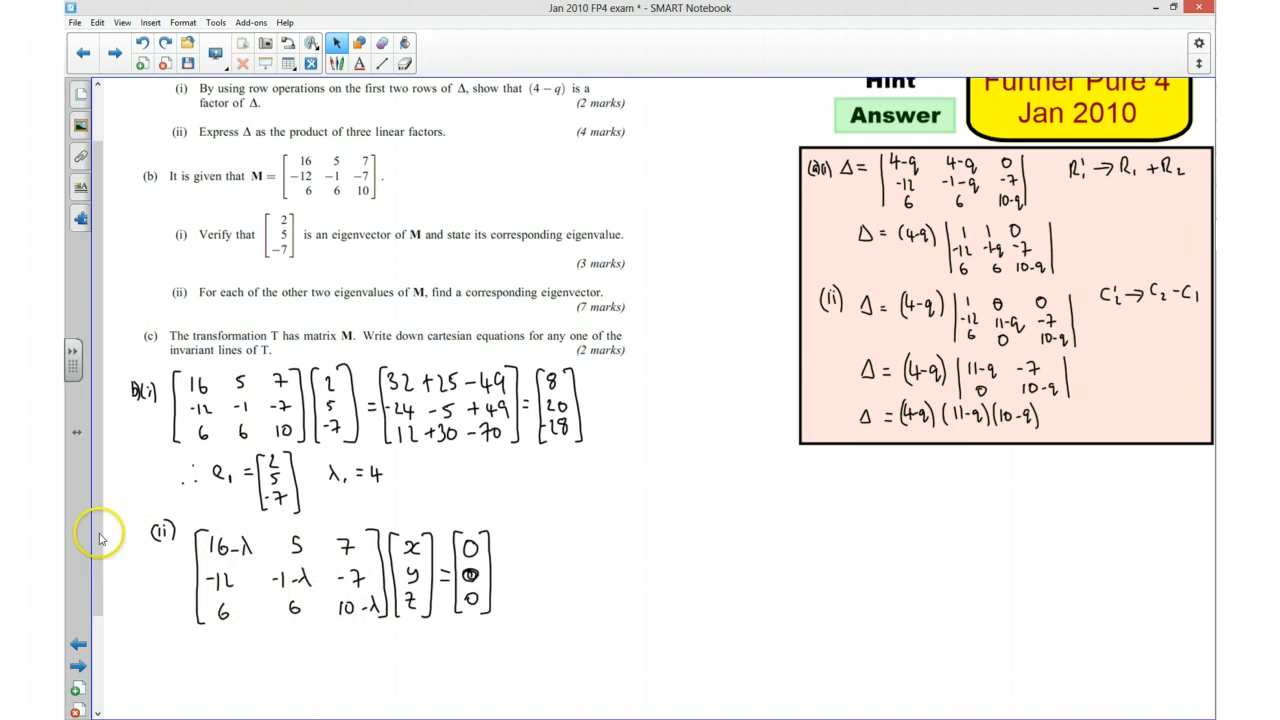 Jan 2010 FP4 exam * - SMART Notebook
File Edit View Insert Format Tools Add-ons Help
(i) By using row operations on the first two rows of Δ, show that (4 − q) is a
factor of Δ. (2 marks)
(ii) Express Δ as the product of three linear factors. (4 marks)
(b) It is given that M = [ 16 5 7
−12 −1 −7
6 6 10 ] .
(i) Verify that [ 2
5
−7 ] is an eigenvector of M and state its corresponding eigenvalue.
(3 marks)
(ii) For each of the other two eigenvalues of M, find a corresponding eigenvector.
(7 marks)
(c) The transformation T has matrix M. Write down cartesian equations for any one of the
invariant lines of T. (2 marks)
b)(i) [ 16 5 7 ] [ 2 ] = [ 32 + 25 − 49 ] = [ 8 ]
[ -12 -1 -7 ] [ 5 ] [ -24 − 5 + 49 ] [ 20 ]
[ 6 6 10 ] [ -7 ] [ 12 + 30 − 70 ] [ -28 ]
∴ e₁ = [ 2
5
-7 ] λ₁ = 4
(ii) [ 16-λ 5 7 ] [ x ] = [ 0 ]
[ -12 -1-λ -7 ] [ y ] [ 0 ]
[ 6 6 10-λ ] [ z ] [ 0 ]
Hint
Answer
Further Pure 4
Jan 2010
(a)(i) Δ = | 4-q 4-q 0 | R₁' → R₁ + R₂
| -12 -1-q -7 |
| 6 6 10-q |
Δ = (4-q) | 1 1 0 |
| -12 -1-q -7 |
| 6 6 10-q |
(ii) Δ = (4-q) | 1 0 0 | C₂' → C₂ - C₁
| -12 11-q -7 |
| 6 0 10-q |
Δ = (4-q) | 11-q -7 |
| 0 10-q |
Δ = (4-q)(11-q)(10-q)